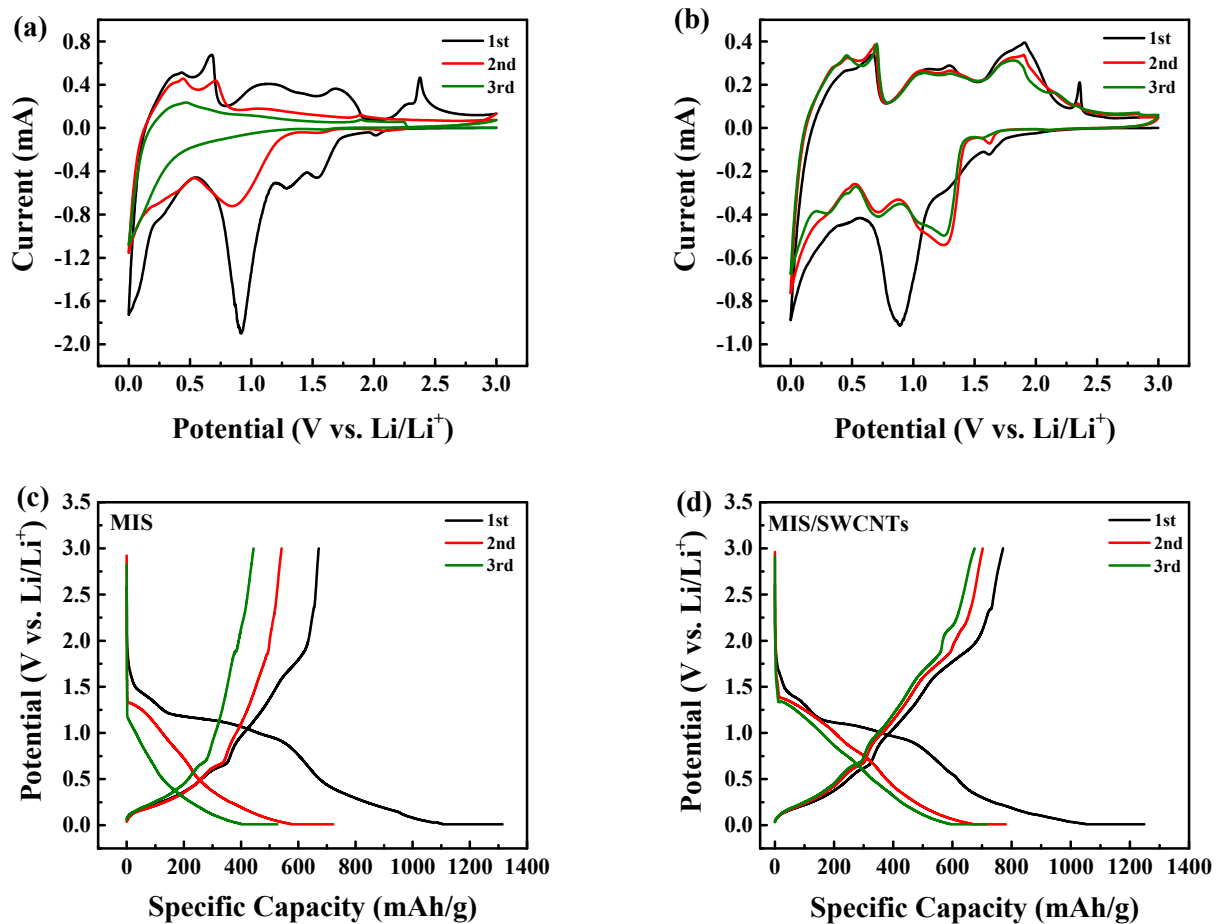 (a)
0.8
0.4
0.0
-0.4
-0.8
-1.2
-1.6
-2.0
Current (mA)
1st
2nd
3rd
0.0 0.5 1.0 1.5 2.0 2.5 3.0
Potential (V vs. Li/Li+)
(b)
0.4
0.2
0.0
-0.2
-0.4
-0.6
-0.8
-1.0
Current (mA)
1st
2nd
3rd
0.0 0.5 1.0 1.5 2.0 2.5 3.0
Potential (V vs. Li/Li+)
(c)
3.5
3.0
2.5
2.0
1.5
1.0
0.5
0.0
Potential (V vs. Li/Li+)
MIS
1st
2nd
3rd
0 200 400 600 800 1000 1200 1400
Specific Capacity (mAh/g)
(d)
3.5
3.0
2.5
2.0
1.5
1.0
0.5
0.0
Potential (V vs. Li/Li+)
MIS/SWCNTs
1st
2nd
3rd
0 200 400 600 800 1000 1200 1400
Specific Capacity (mAh/g)